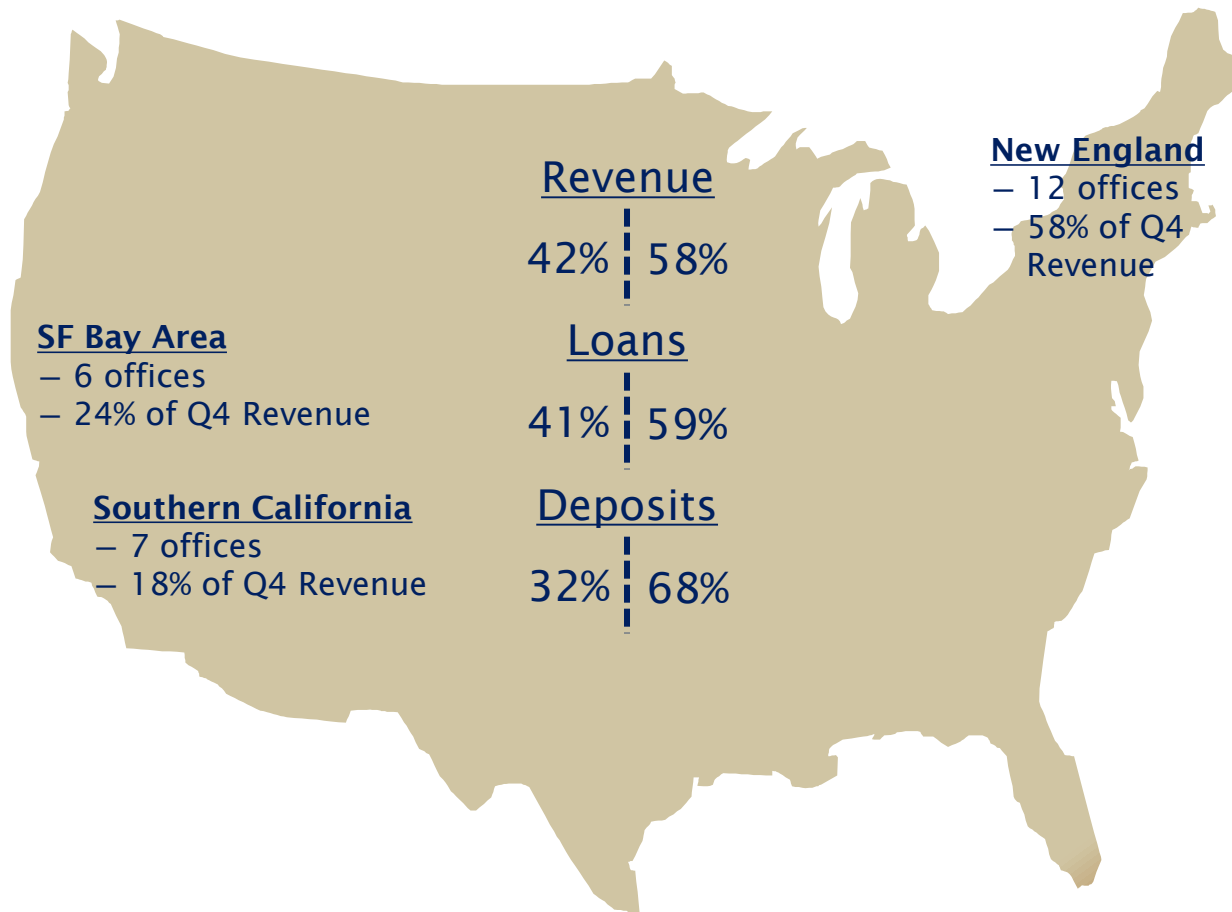 Revenue
42% 58%
Loans
41% 59%
Deposits
32% 68%
New England
— 12 offices
— 58% of Q4
Revenue
SF Bay Area
— 6 offices
— 24% of Q4 Revenue
Southern California
— 7 offices
— 18% of Q4 Revenue